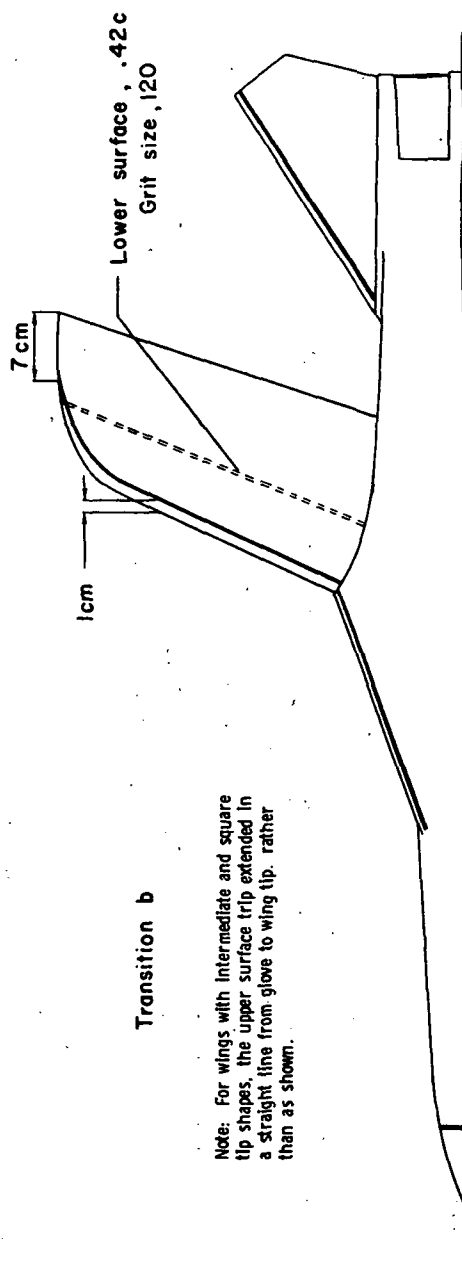 7 cm
Lower surface , .42c
Grit size ,120
1cm
Transition b
Note: For wings with intermediate and square
tip shapes, the upper surface trip extended in
a straight line from glove to wing tip. rather
than as shown.